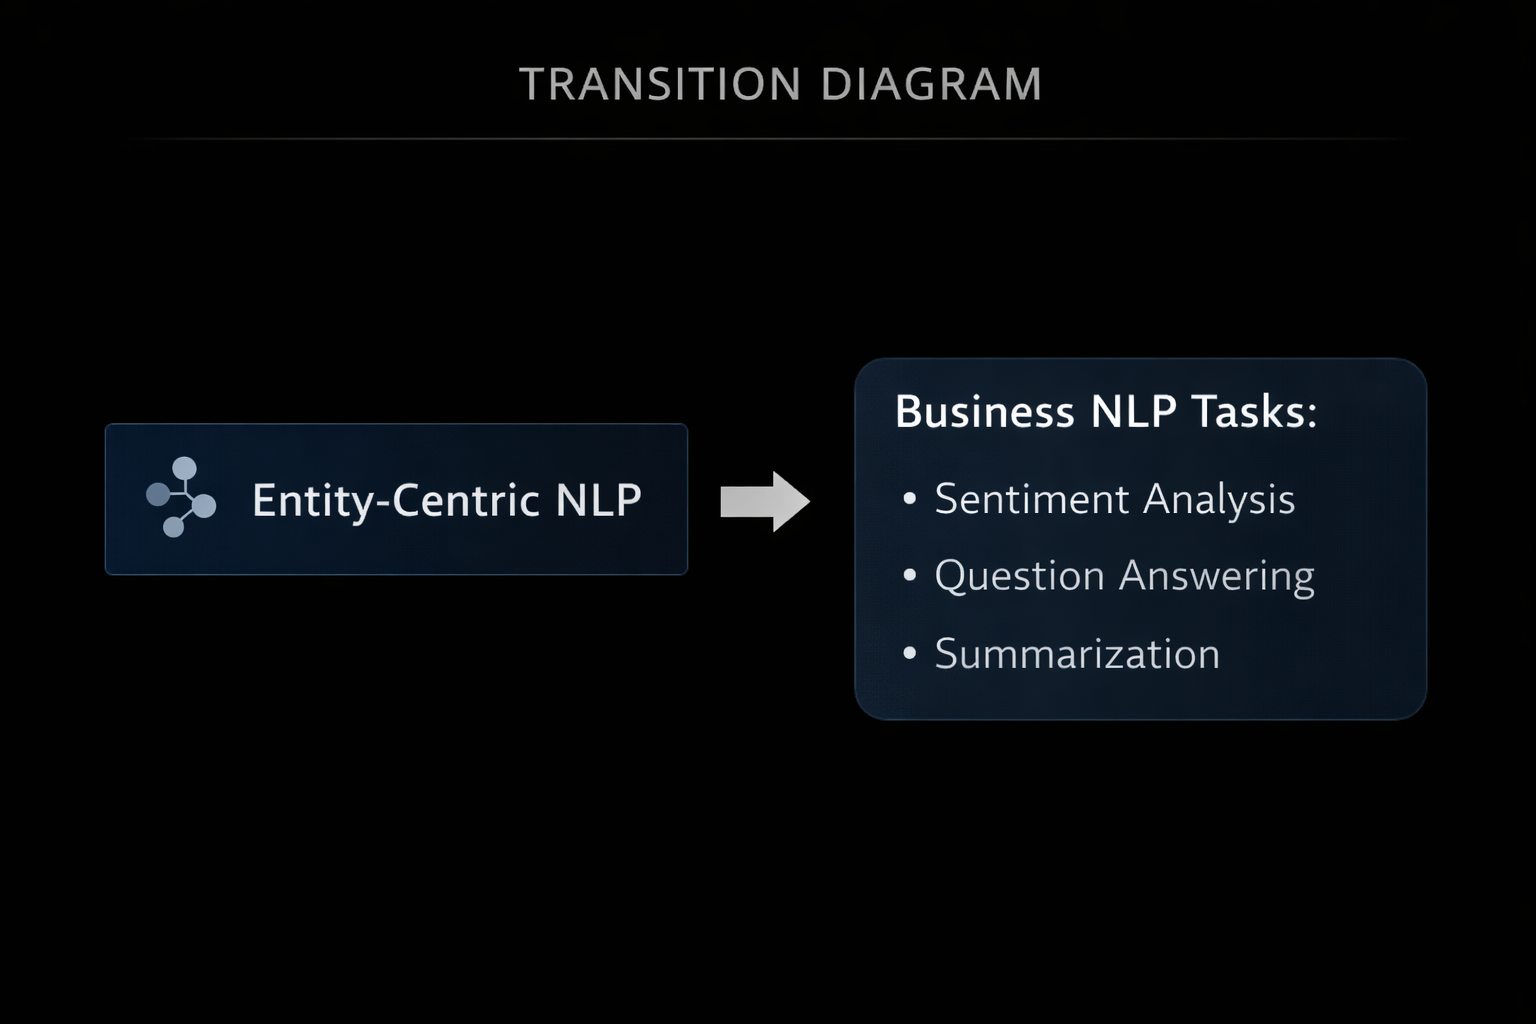 TRANSITION DIAGRAM
Entity-Centric NLP
Business NLP Tasks:
• Sentiment Analysis
• Question Answering
• Summarization